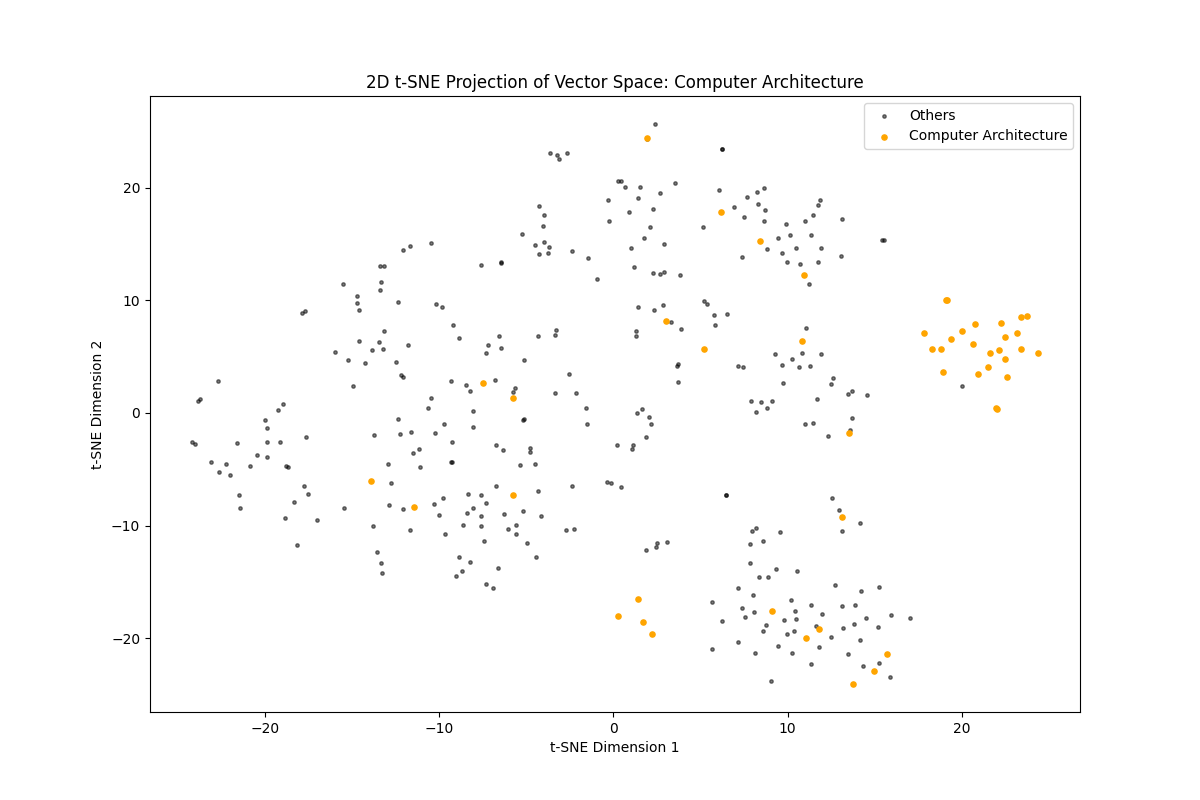 2D t-SNE Projection of Vector Space: Computer Architecture
Others
Computer Architecture
t-SNE Dimension 2
20
10
0
−10
−20
−20
−10
0
10
20
t-SNE Dimension 1